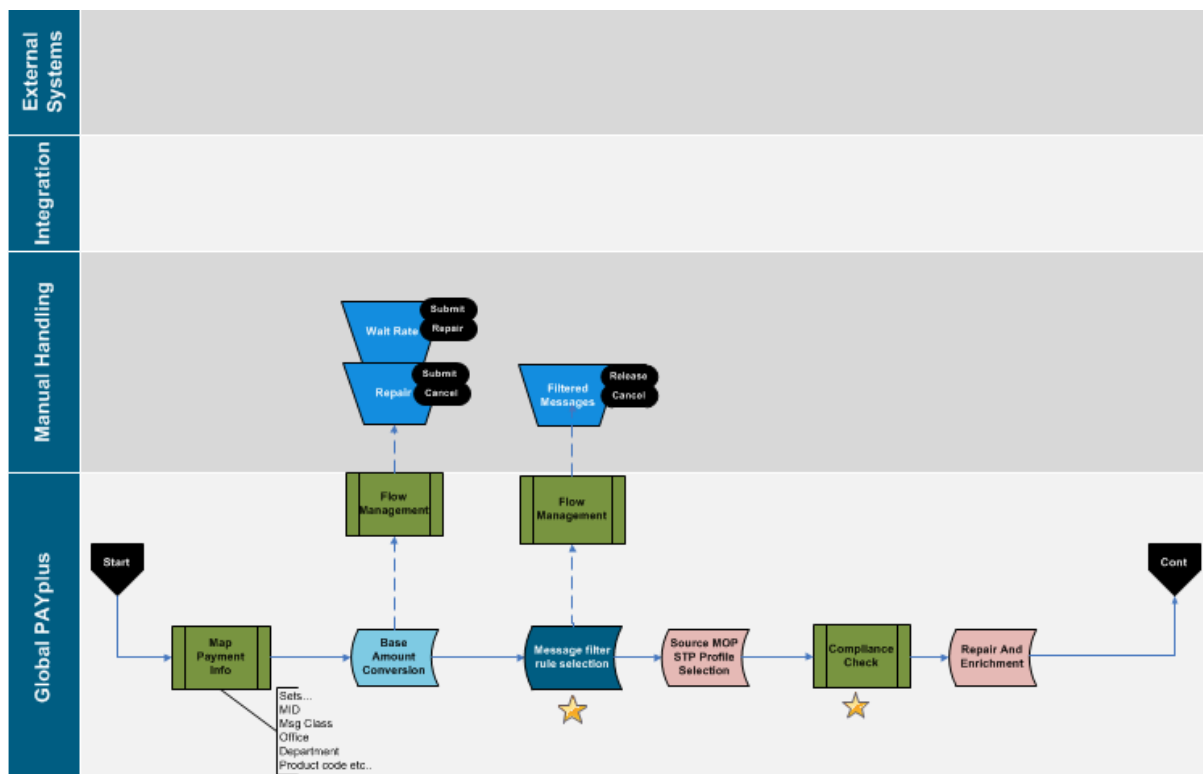 External
Systems
Integration
Manual Handling
Wait Rate
Submit
Repair
Repair
Submit
Cancel
Filtered
Messages
Release
Cancel
Global PAYplus
Flow
Management
Flow
Management
Start
Cont
Map
Payment
Info
Base
Amount
Conversion
Message filter
rule selection
Source MOP
STP Profile
Selection
Compliance
Check
Repair And
Enrichment
Sets...
MID
Msg Class
Office
Department
Product code etc..